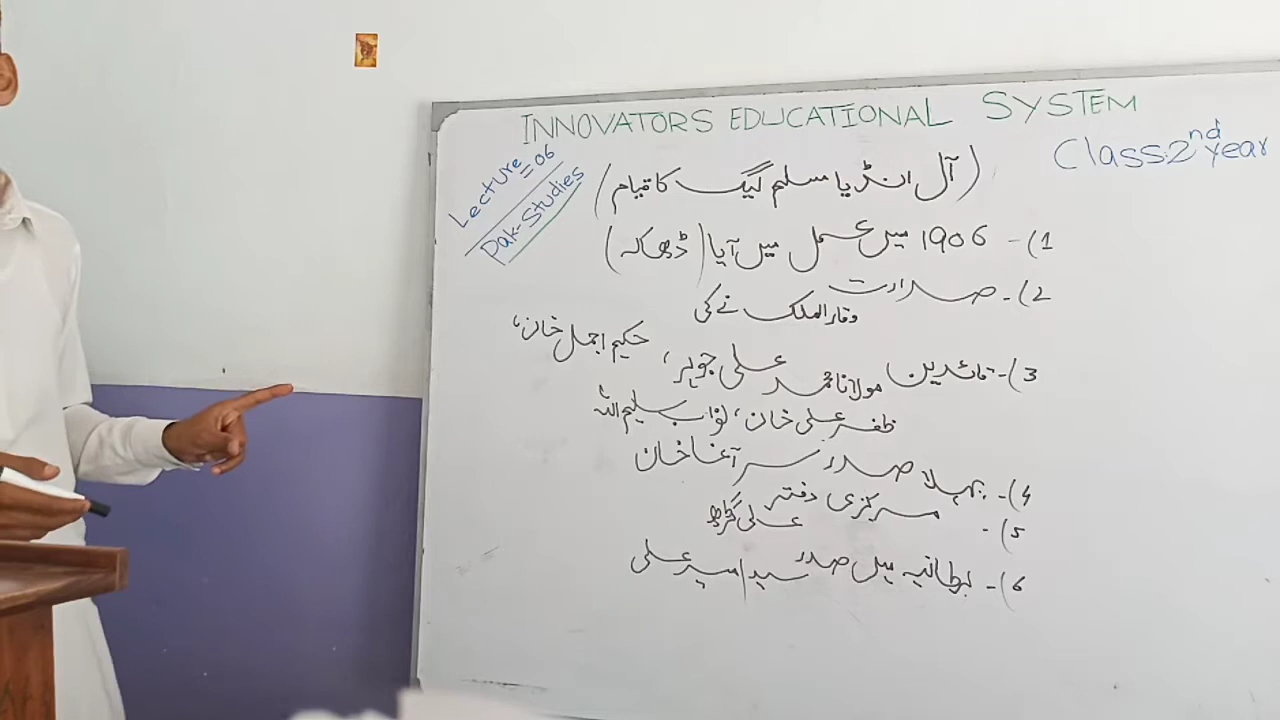 INNOVATORS EDUCATIONAL SYSTEM
Lecture = 06
Pak-Studies
Class:2nd year
(آل انڈیا مسلم لیگ کا قیام)
1)- 1906 میں عمل میں آیا (ڈھاکہ)
2)- صدارت
وقار الملک نے کی
3)- قائدین مولانا محمد علی جوہر، حکیم اجمل خان،
ظفر علی خان، نواب سلیم اللہ
4)- پہلا صدر سر آغا خان
5)- مرکزی دفتر علی گڑھ
6)- برطانیہ میں صدر سید امیر علی